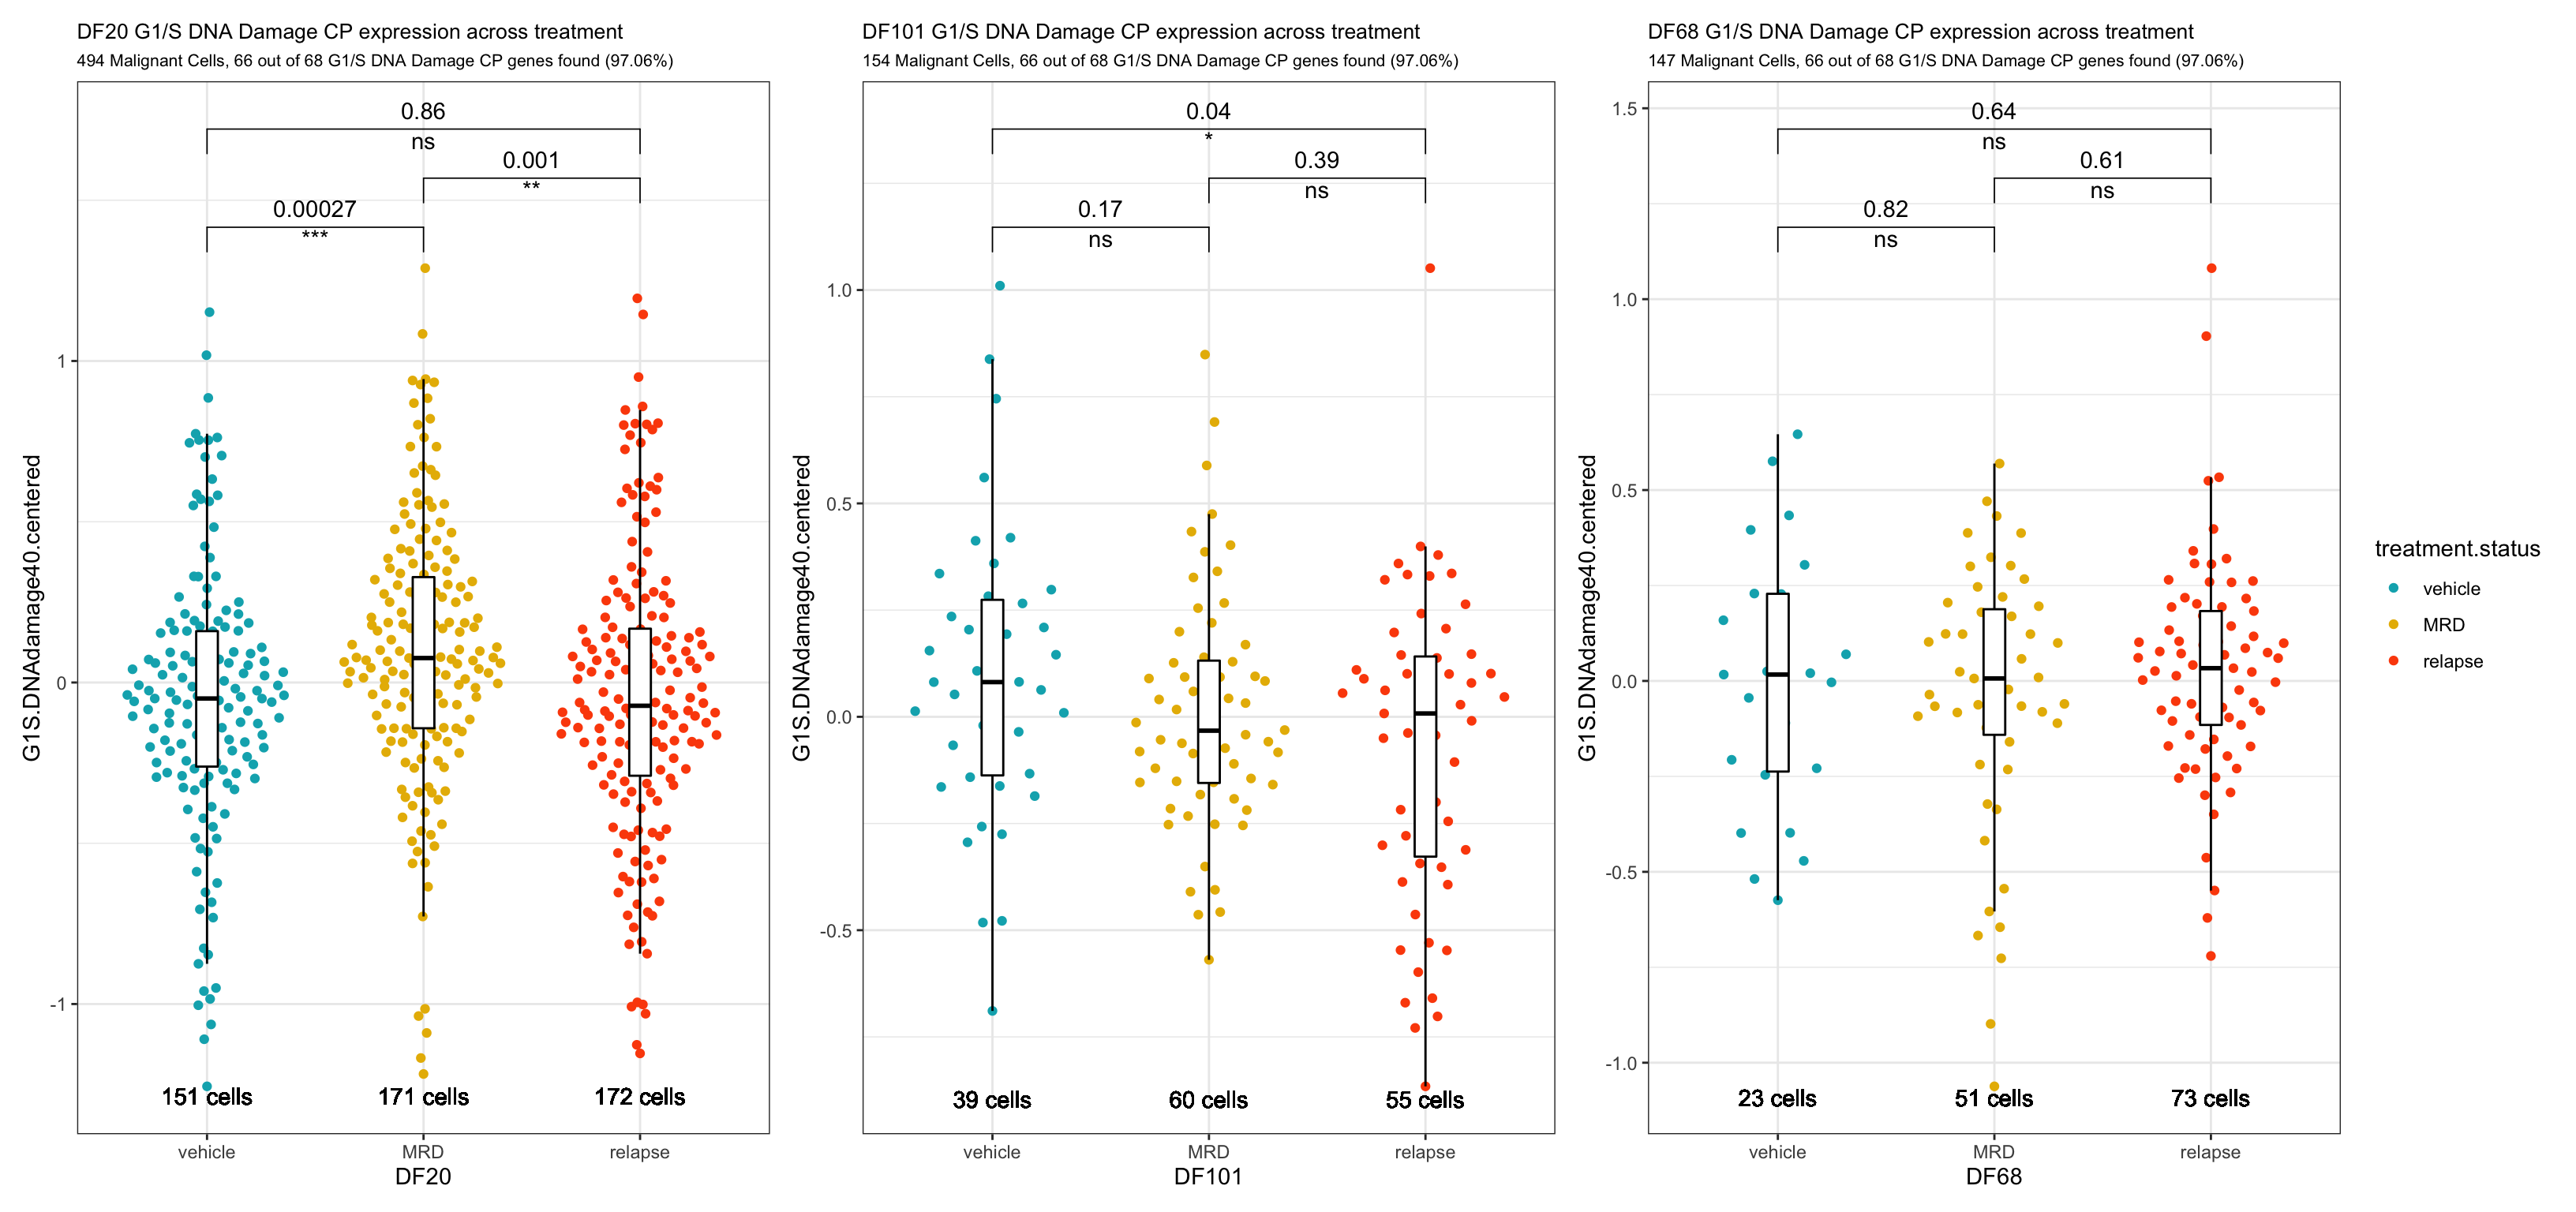 DF20 G1/S DNA Damage CP expression across treatment
494 Malignant Cells, 66 out of 68 G1/S DNA Damage CP genes found (97.06%)
0.86
ns
0.001
**
0.00027
***
1
0
-1
G1S.DNAdamage40.centered
151 cells
171 cells
172 cells
vehicle
MRD
relapse
DF20
DF101 G1/S DNA Damage CP expression across treatment
154 Malignant Cells, 66 out of 68 G1/S DNA Damage CP genes found (97.06%)
0.04
*
0.39
ns
0.17
ns
1.0
0.5
0.0
-0.5
G1S.DNAdamage40.centered
39 cells
60 cells
55 cells
vehicle
MRD
relapse
DF101
DF68 G1/S DNA Damage CP expression across treatment
147 Malignant Cells, 66 out of 68 G1/S DNA Damage CP genes found (97.06%)
0.64
ns
0.61
ns
0.82
ns
1.5
1.0
0.5
0.0
-0.5
-1.0
G1S.DNAdamage40.centered
23 cells
51 cells
73 cells
vehicle
MRD
relapse
DF68
treatment.status
vehicle
MRD
relapse